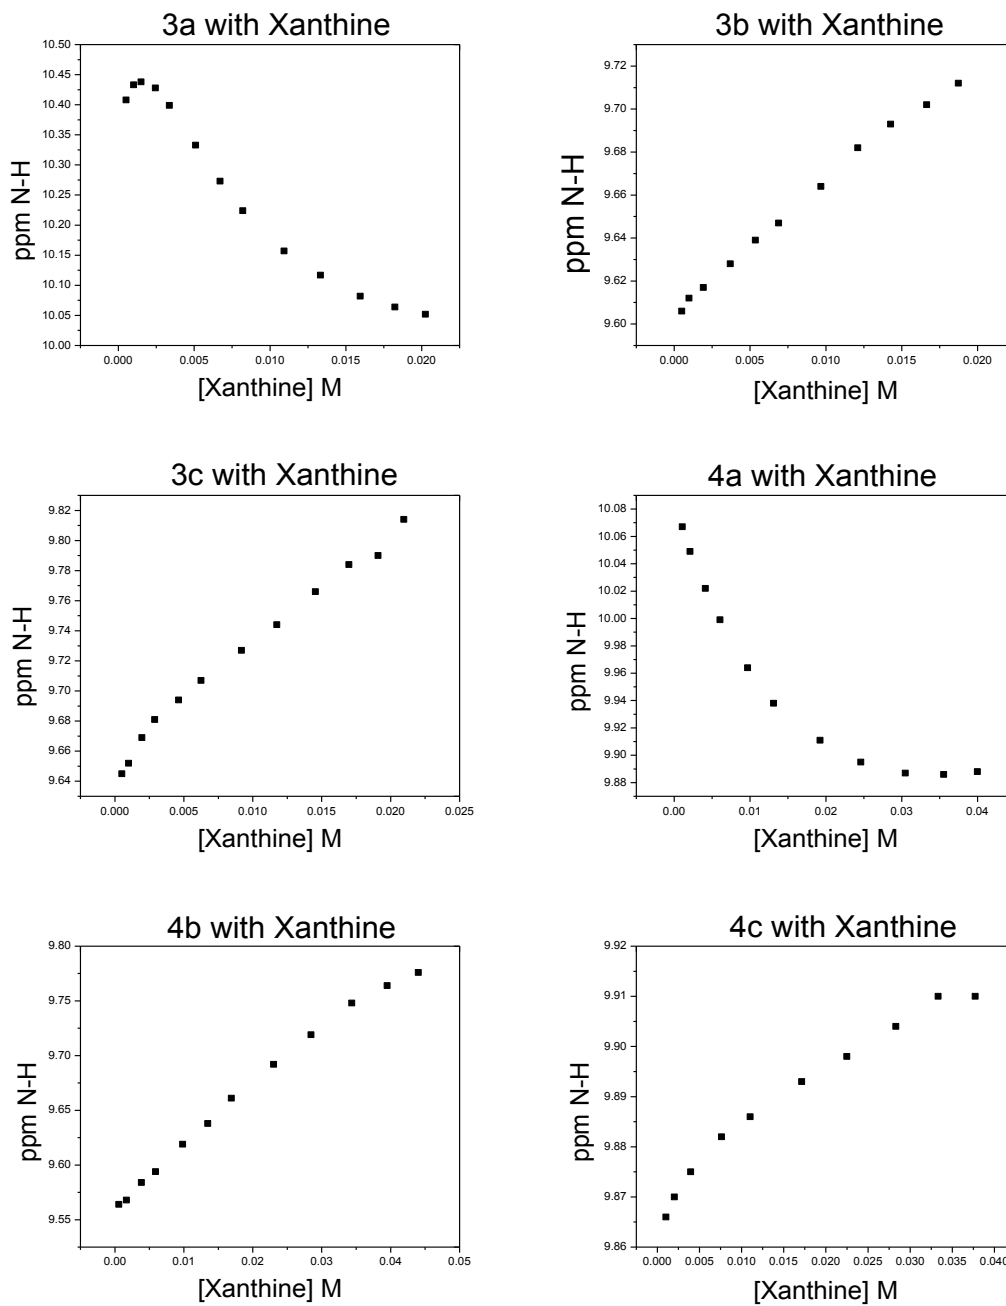 3a with Xanthine
10.50
10.45
10.40
10.35
10.30
10.25
10.20
10.15
10.10
10.05
10.00
ppm N-H
0.000 0.005 0.010 0.015 0.020
[Xanthine] M
3b with Xanthine
9.72
9.70
9.68
9.66
9.64
9.62
9.60
ppm N-H
0.000 0.005 0.010 0.015 0.020
[Xanthine] M
3c with Xanthine
9.82
9.80
9.78
9.76
9.74
9.72
9.70
9.68
9.66
9.64
ppm N-H
0.000 0.005 0.010 0.015 0.020 0.025
[Xanthine] M
4a with Xanthine
10.08
10.06
10.04
10.02
10.00
9.98
9.96
9.94
9.92
9.90
9.88
ppm N-H
0.00 0.01 0.02 0.03 0.04
[Xanthine] M
4b with Xanthine
9.80
9.75
9.70
9.65
9.60
9.55
ppm N-H
0.00 0.01 0.02 0.03 0.04 0.05
[Xanthine] M
4c with Xanthine
9.92
9.91
9.90
9.89
9.88
9.87
9.86
ppm N-H
0.000 0.005 0.010 0.015 0.020 0.025 0.030 0.035 0.040
[Xanthine] M